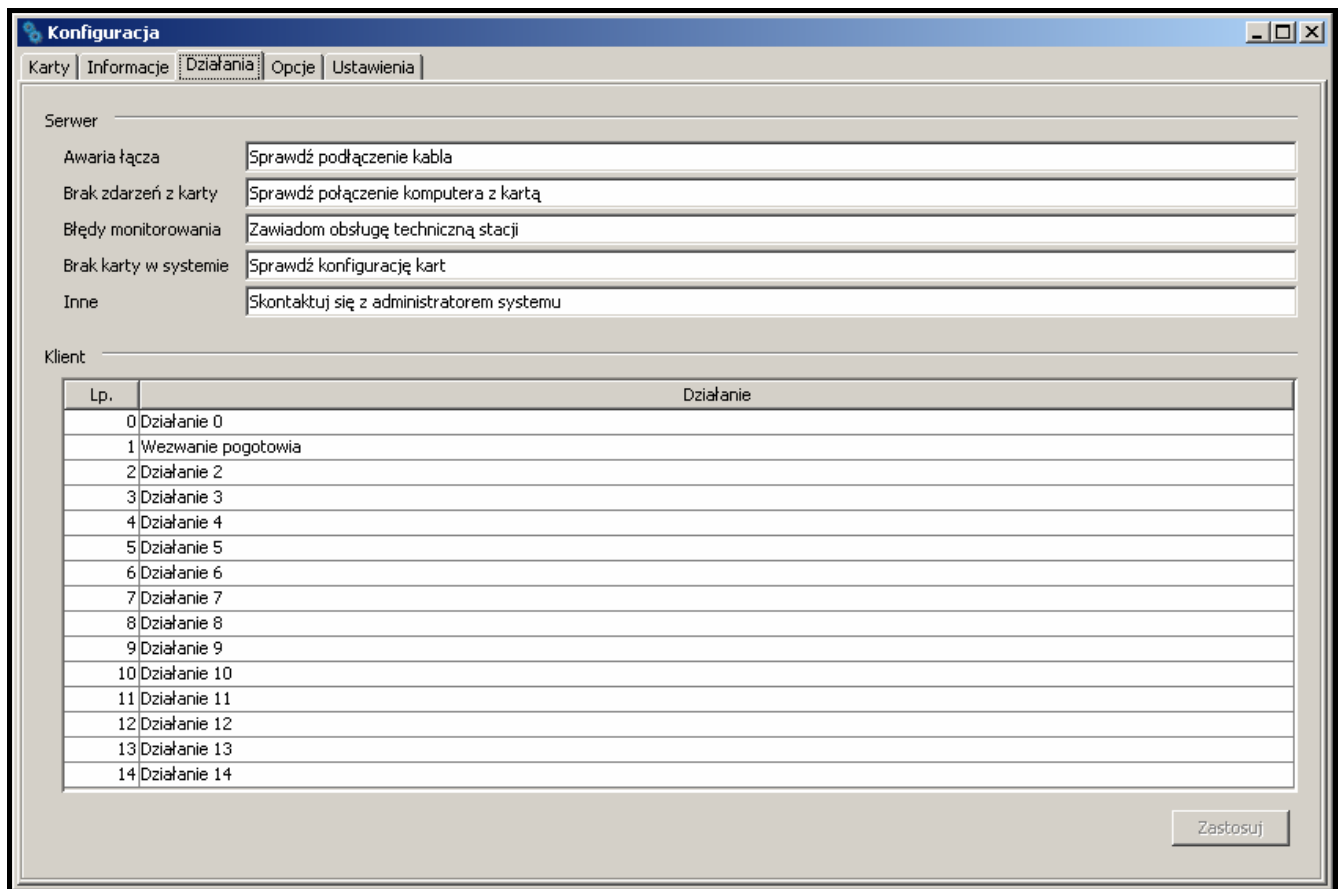 Konfiguracja
Karty Informacje Działania Opcje Ustawienia
Serwer
Awaria łącza Sprawdź podłączenie kabla
Brak zdarzeń z karty Sprawdź połączenie komputera z kartą
Błędy monitorowania Zawiadom obsługę techniczną stacji
Brak karty w systemie Sprawdź konfigurację kart
Inne Skontaktuj się z administratorem systemu
Klient
Lp. Działanie
0 Działanie 0
1 Wezwanie pogotowia
2 Działanie 2
3 Działanie 3
4 Działanie 4
5 Działanie 5
6 Działanie 6
7 Działanie 7
8 Działanie 8
9 Działanie 9
10 Działanie 10
11 Działanie 11
12 Działanie 12
13 Działanie 13
14 Działanie 14
Zastosuj